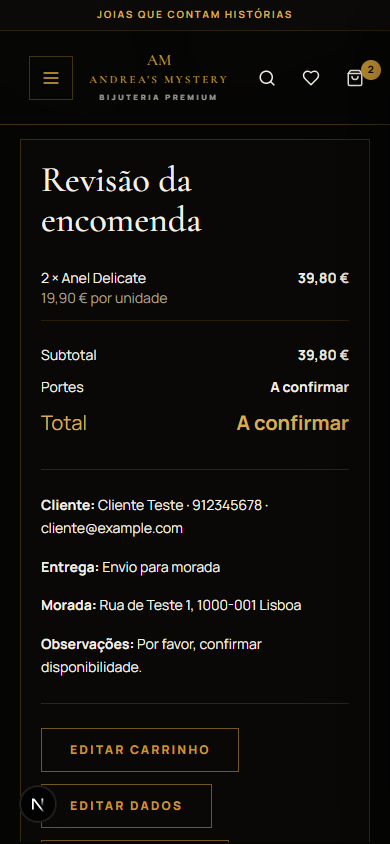 JOIAS QUE CONTAM HISTÓRIAS
AM
ANDREA'S MYSTERY
BIJUTERIA PREMIUM
2
Revisão da
encomenda
2 × Anel Delicate 39,80 €
19,90 € por unidade
Subtotal 39,80 €
Portes A confirmar
Total A confirmar
Cliente: Cliente Teste · 912345678 ·
cliente@example.com
Entrega: Envio para morada
Morada: Rua de Teste 1, 1000-001 Lisboa
Observações: Por favor, confirmar
disponibilidade.
EDITAR CARRINHO
N
EDITAR DADOS